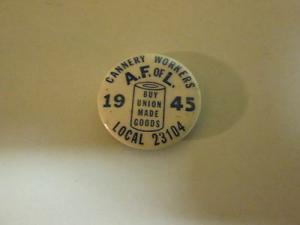 CANNERY WORKERS
A.F. OF L.
19 45
BUY
UNION
MADE
GOODS
LOCAL 23104